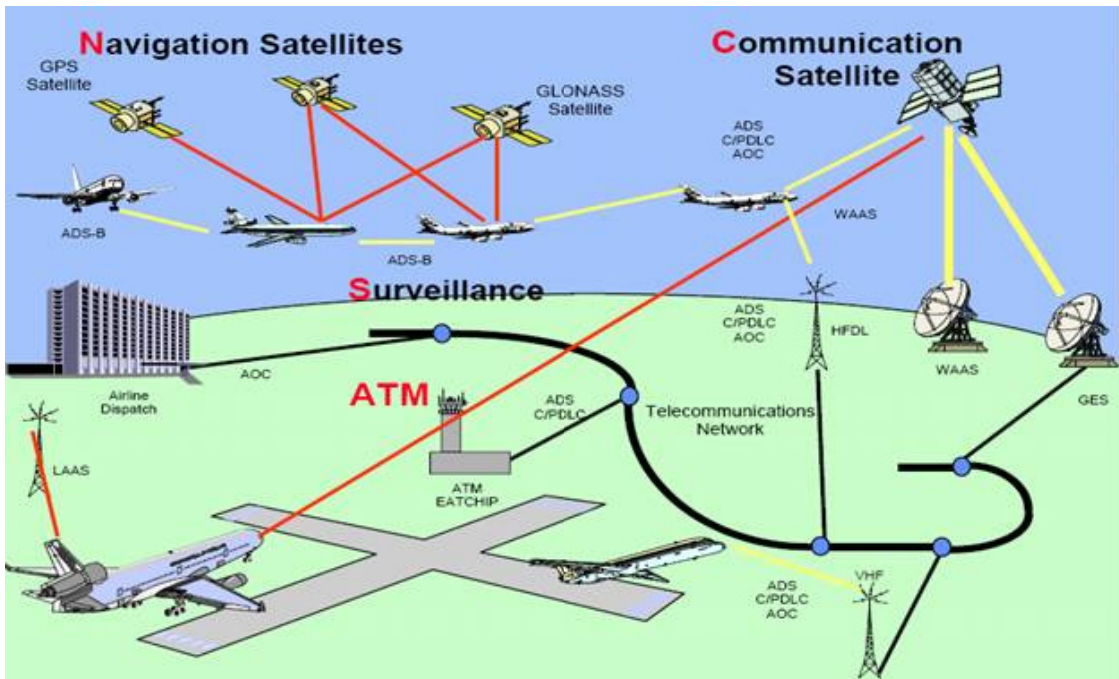 Navigation Satellites
Communication
Satellite
GPS
Satellite
GLONASS
Satellite
ADS
C/PDLC
AOC
ADS-B
ADS-B
WAAS
Surveillance
ADS
C/PDLC
AOC
HFDL
WAAS
GES
Airline
Dispatch
AOC
ATM
ADS
C/PDLC
Telecommunications
Network
LAAS
ATM
EATCHIP
ADS
C/PDLC
AOC
VHF